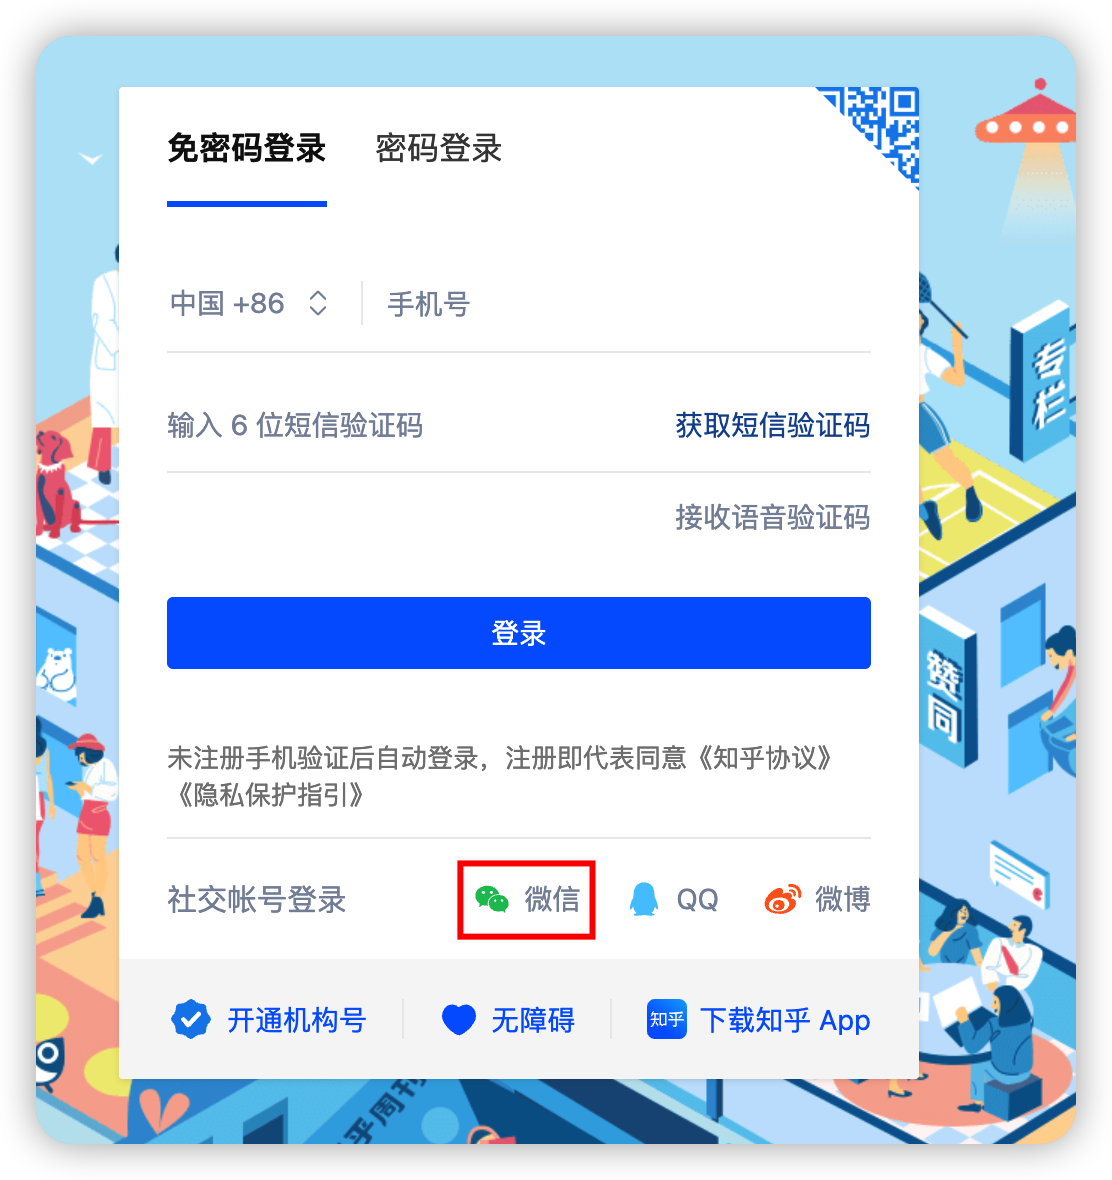 免密码登录 密码登录
中国 +86 手机号
输入 6 位短信验证码 获取短信验证码
接收语音验证码
登录
未注册手机验证后自动登录，注册即代表同意《知乎协议》
《隐私保护指引》
社交帐号登录 微信 QQ 微博
开通机构号 无障碍 知乎 下载知乎 App
专栏
赞同
乎周刊